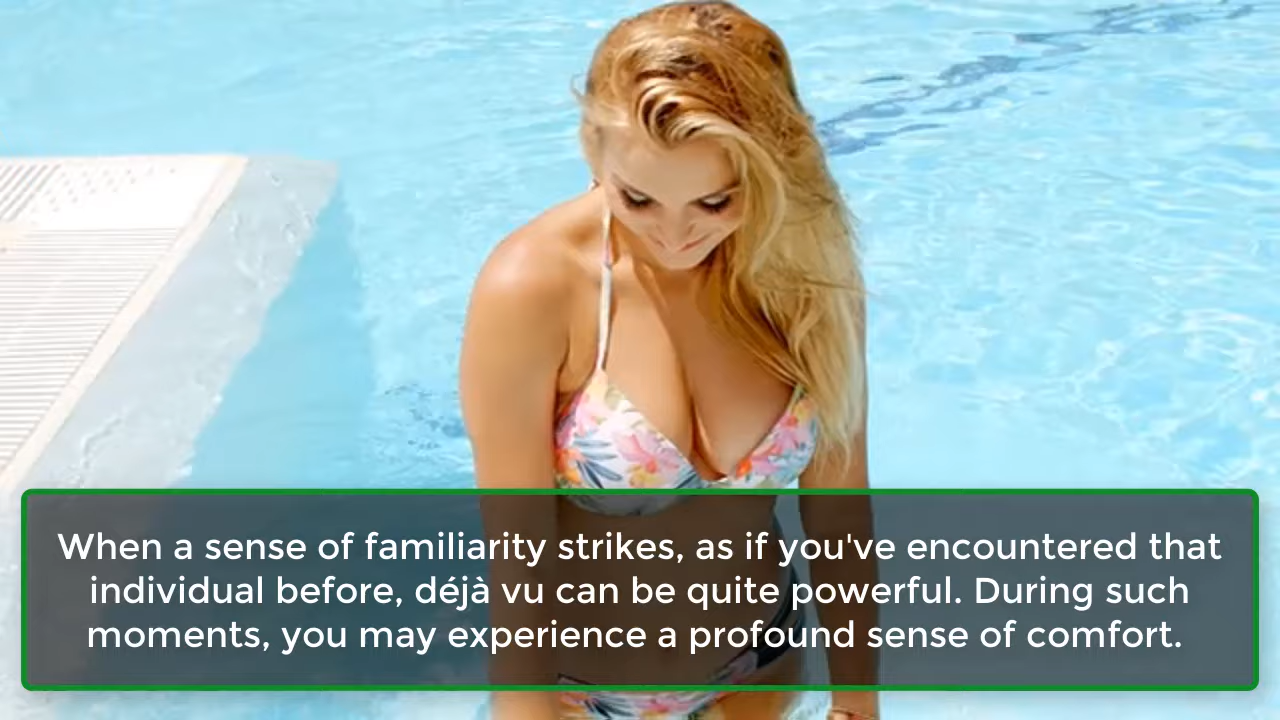 When a sense of familiarity strikes, as if you've encountered that
individual before, déjà vu can be quite powerful. During such
moments, you may experience a profound sense of comfort.